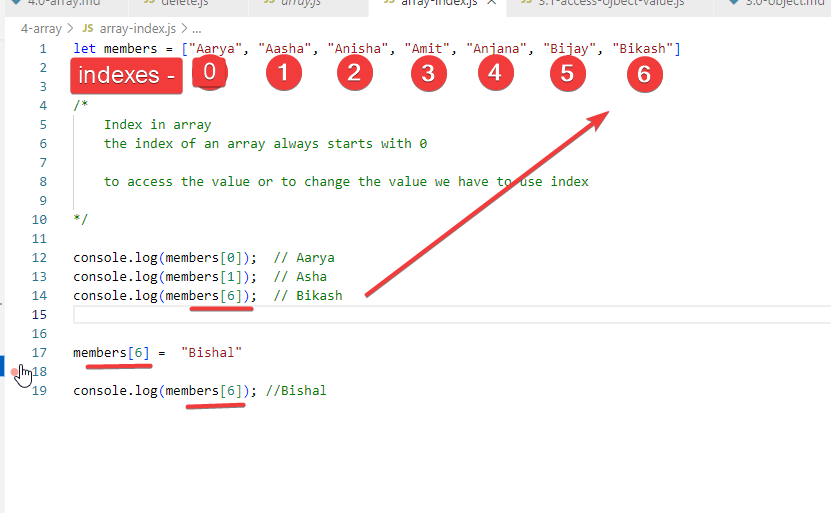 4.0-array.md delete.js array.js array-index.js 3.1-access-ojbect-value.js 3.0-object.md
4-array > JS array-index.js > ...
1 let members = ["Aarya", "Aasha", "Anisha", "Amit", "Anjana", "Bijay", "Bikash"]
2 indexes - 0 1 2 3 4 5 6
3
4 /*
5 Index in array
6 the index of an array always starts with 0
7
8 to access the value or to change the value we have to use index
9
10 */
11
12 console.log(members[0]); // Aarya
13 console.log(members[1]); // Asha
14 console.log(members[6]); // Bikash
15
16
17 members[6] = "Bishal"
18
19 console.log(members[6]); //Bishal